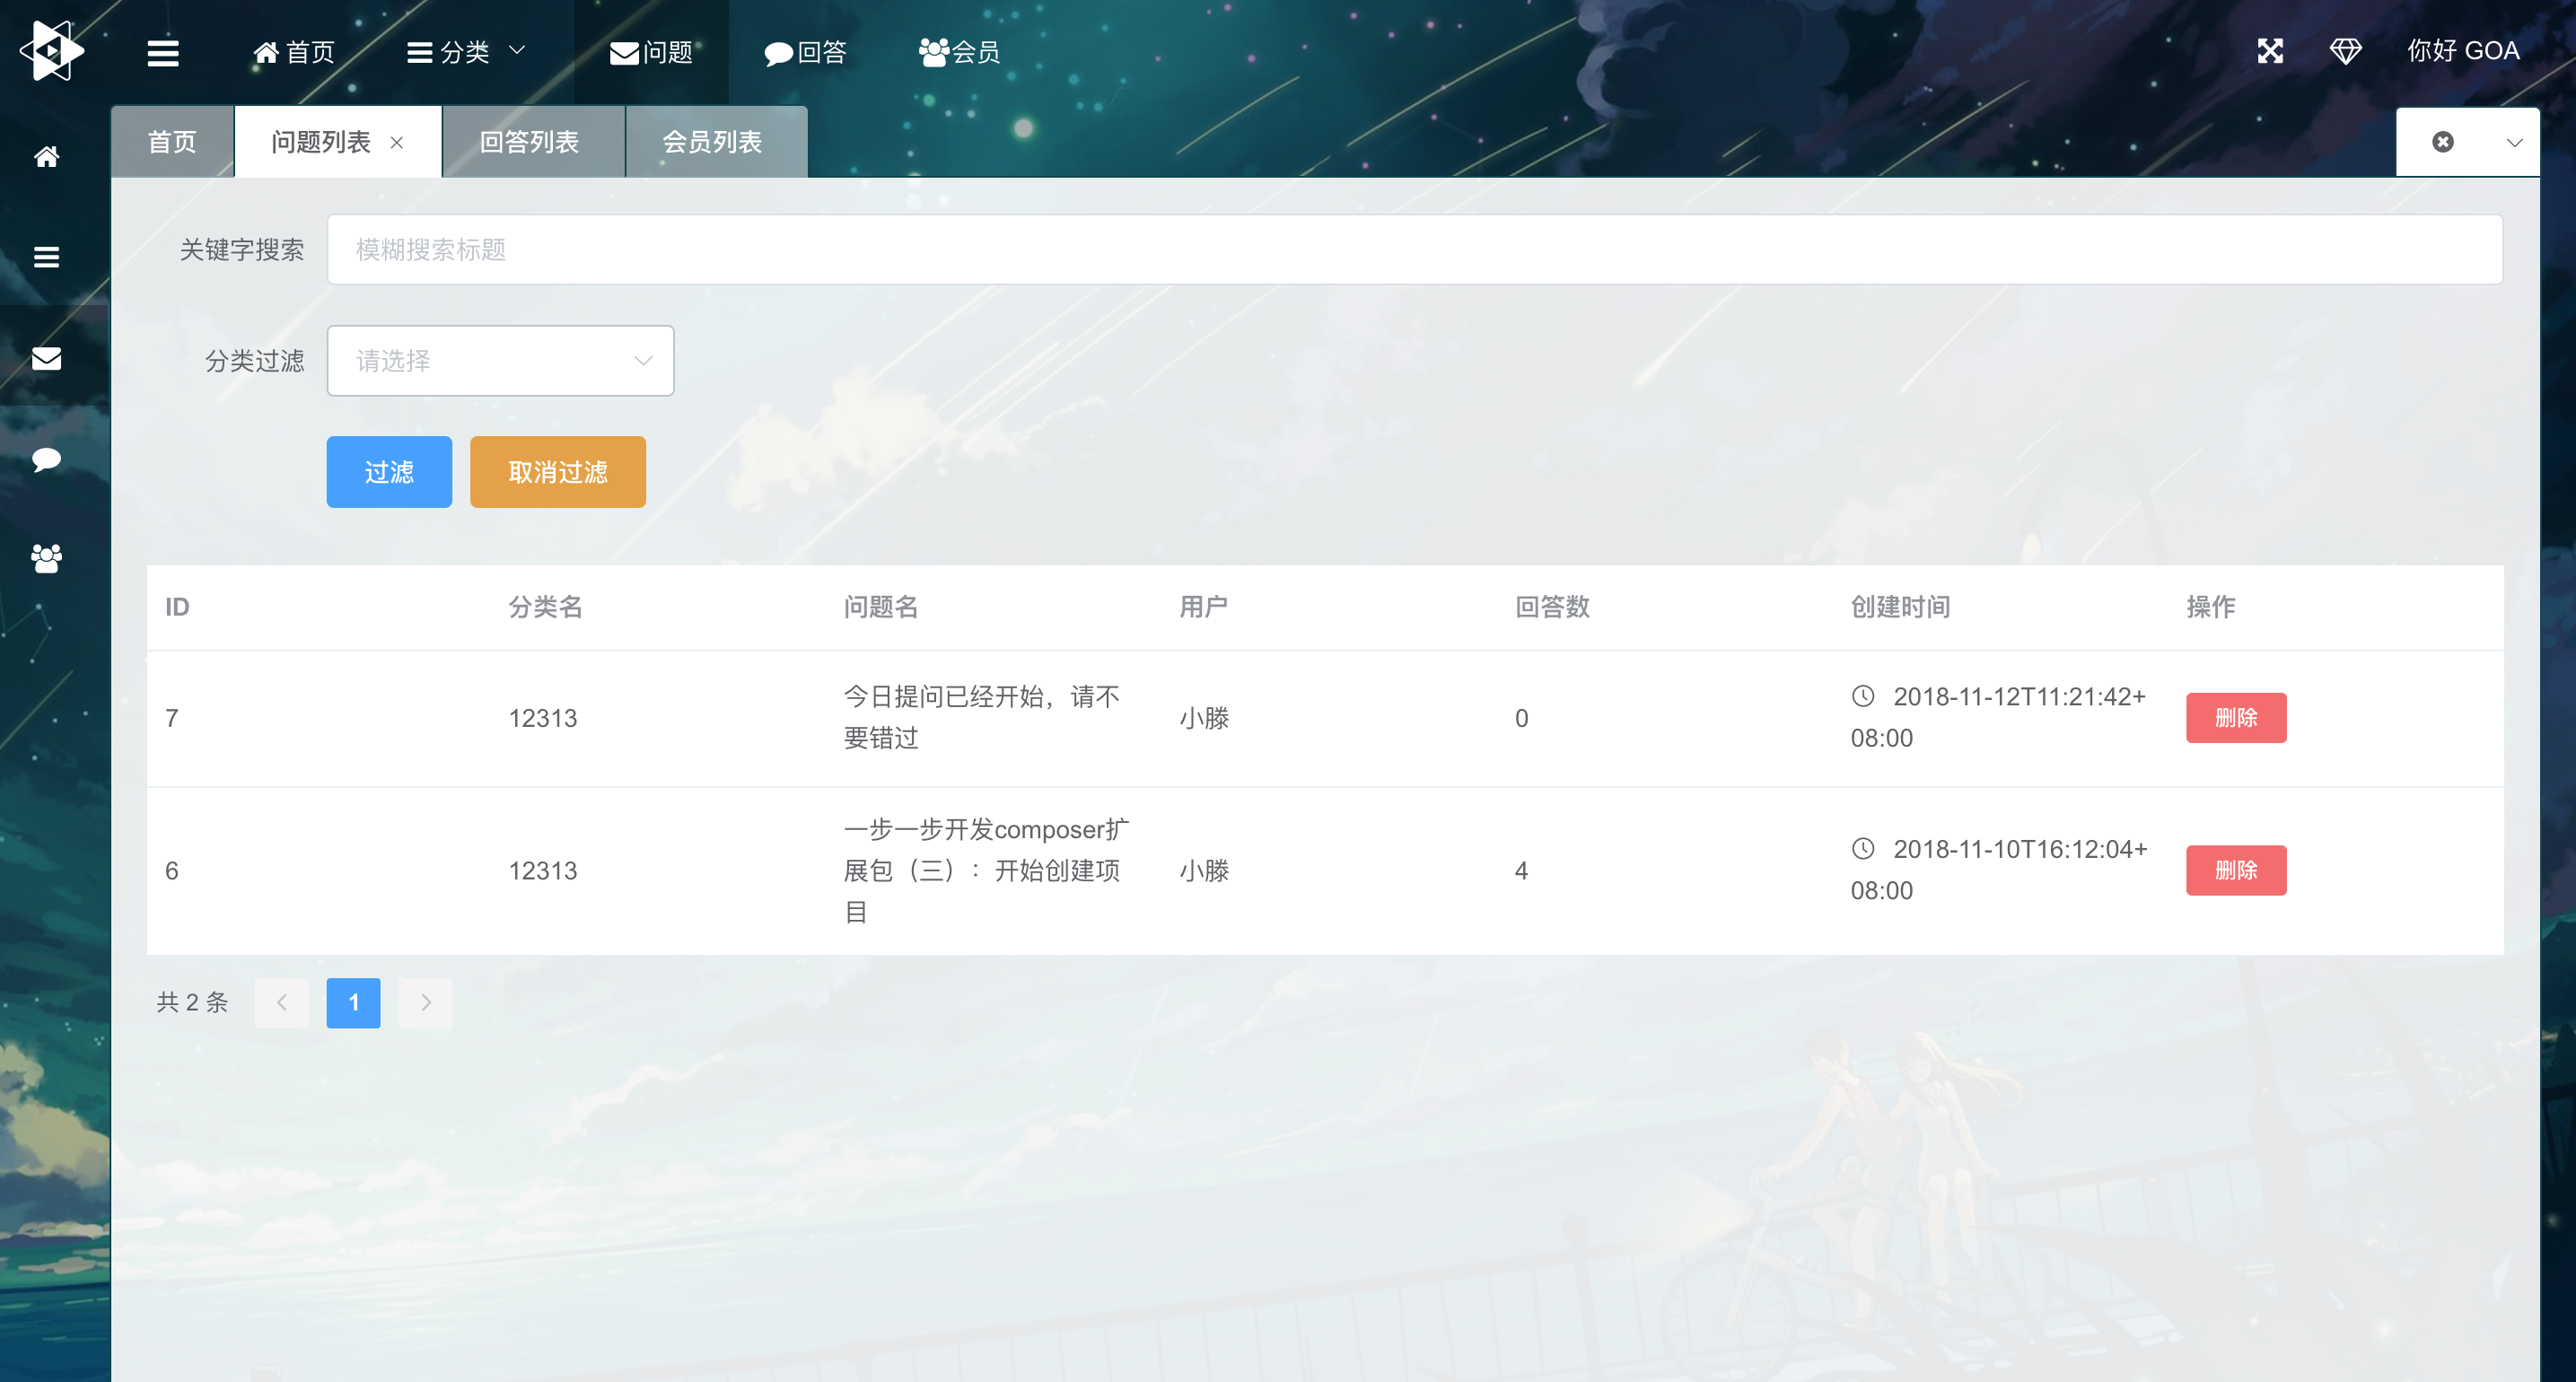 首页 分类 问题 回答 会员 你好 GOA
首页 问题列表 回答列表 会员列表
关键字搜索 模糊搜索标题
分类过滤 请选择
过滤 取消过滤
ID 分类名 问题名 用户 回答数 创建时间 操作
7 12313 今日提问已经开始，请不 小滕 0 2018-11-12T11:21:42+ 删除
要错过 08:00
6 12313 一步一步开发composer扩 小滕 4 2018-11-10T16:12:04+ 删除
展包（三）：开始创建项 08:00
目
共 2 条 1